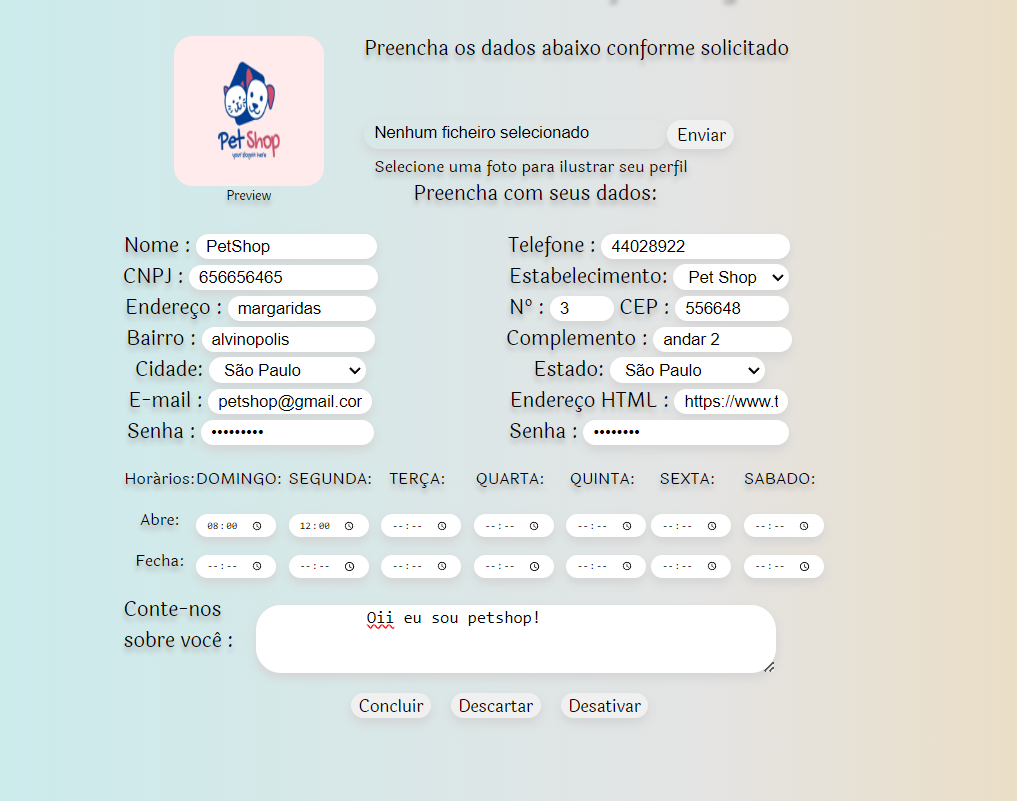 Preencha os dados abaixo conforme solicitado
Pet Shop
Nenhum ficheiro selecionado Enviar
Selecione uma foto para ilustrar seu perfil
Preview
Preencha com seus dados:
Nome : PetShop Telefone : 44028922
CNPJ : 656656465 Estabelecimento: Pet Shop
Endereço : margaridas Nº : 3 CEP : 556648
Bairro : alvinopolis Complemento : andar 2
Cidade: São Paulo Estado: São Paulo
E-mail : petshop@gmail.cor Endereço HTML : https://www.t
Senha : ••••••••• Senha : ••••••••
Horàrios: DOMINGO: SEGUNDA: TERÇA: QUARTA: QUINTA: SEXTA: SABADO:
Abre: 08:00 12:00 --:-- --:-- --:-- --:-- --:--
Fecha: --:-- --:-- --:-- --:-- --:-- --:-- --:--
Conte-nos
sobre você :
Oii eu sou petshop!
Concluir Descartar Desativar